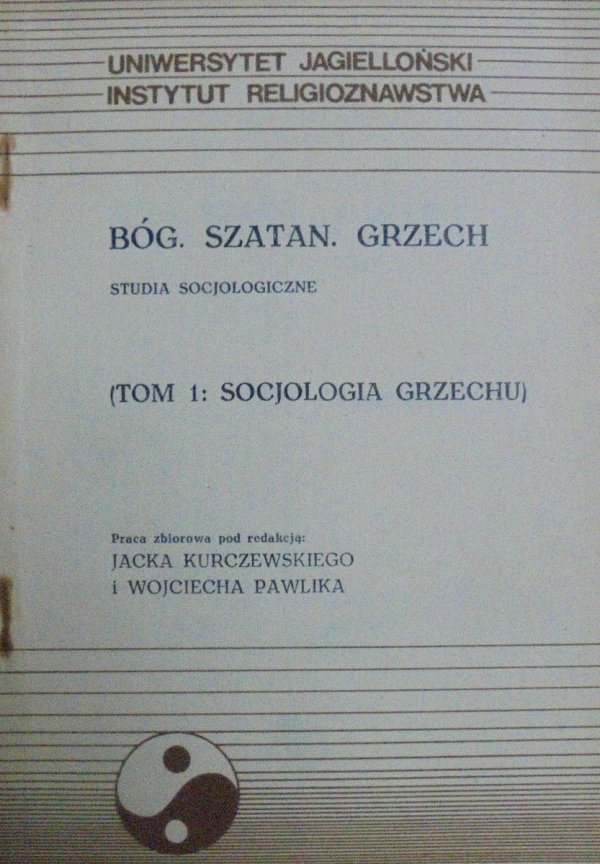 UNIWERSYTET JAGIELLOŃSKI
INSTYTUT RELIGIOZNAWSTWA
BÓG. SZATAN. GRZECH
STUDIA SOCJOLOGICZNE
(TOM 1: SOCJOLOGIA GRZECHU)
Praca zbiorowa pod redakcją:
JACKA KURCZEWSKIEGO
i WOJCIECHA PAWLIKA